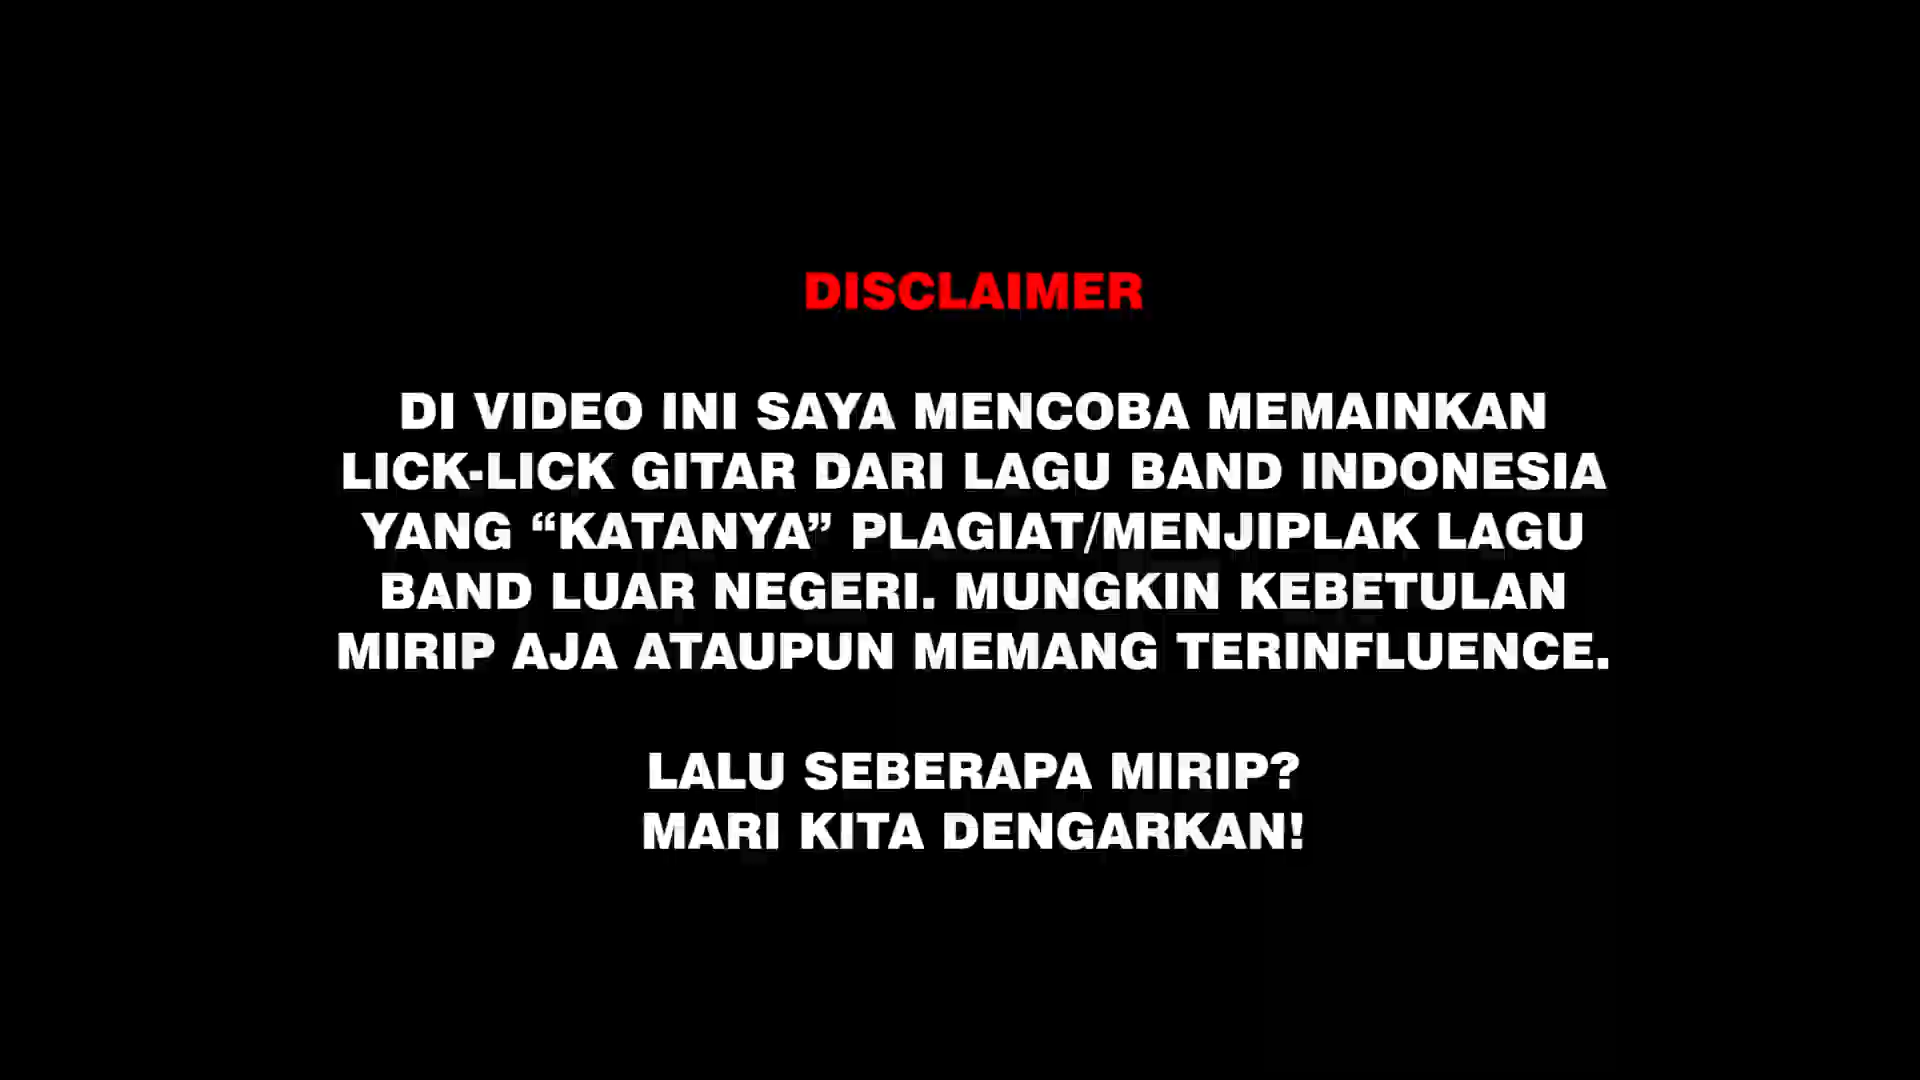 DISCLAIMER
DI VIDEO INI SAYA MENCOBA MEMAINKAN
LICK-LICK GITAR DARI LAGU BAND INDONESIA
YANG “KATANYA” PLAGIAT/MENJIPLAK LAGU
BAND LUAR NEGERI. MUNGKIN KEBETULAN
MIRIP AJA ATAUPUN MEMANG TERINFLUENCE.
LALU SEBERAPA MIRIP?
MARI KITA DENGARKAN!